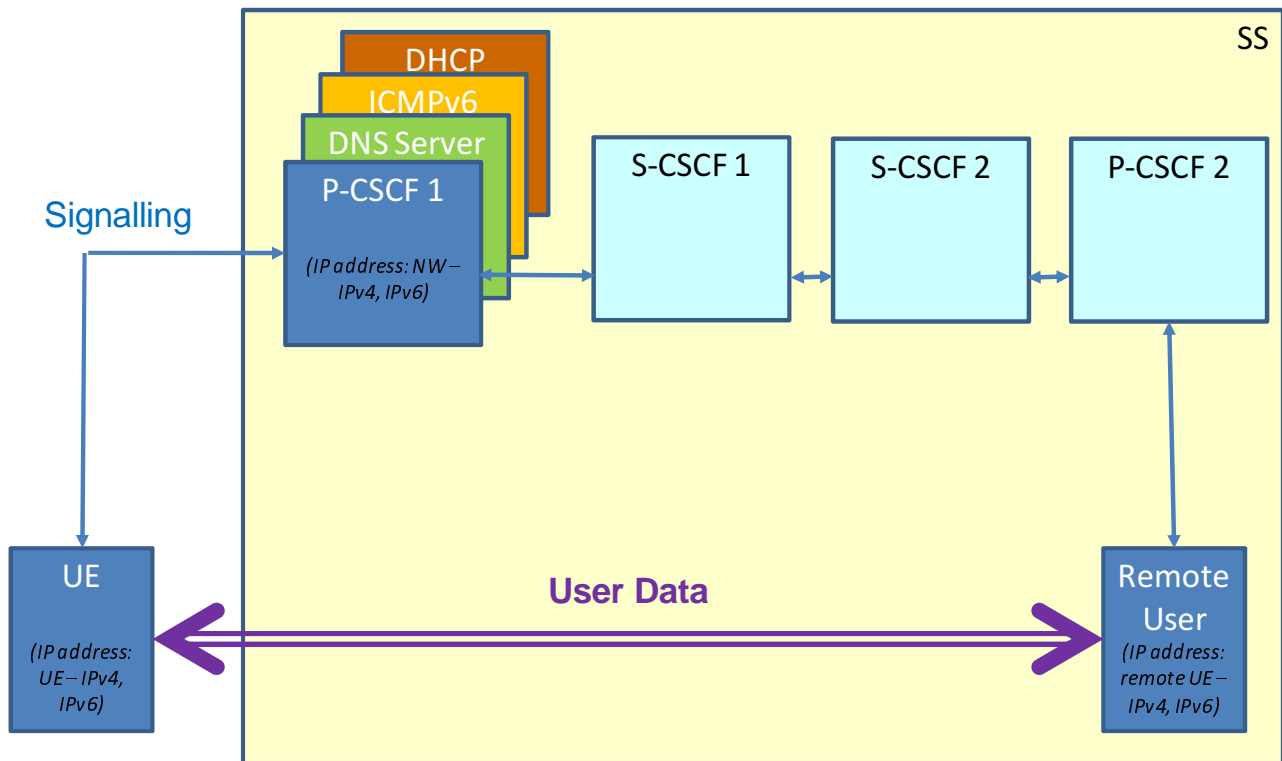 SS
DHCP
ICMPv6
DNS Server
P-CSCF 1
(IP address: NW –
IPv4, IPv6)
S-CSCF 1
S-CSCF 2
P-CSCF 2
Signalling
UE
(IP address:
UE – IPv4,
IPv6)
User Data
Remote
User
(IP address:
remote UE –
IPv4, IPv6)